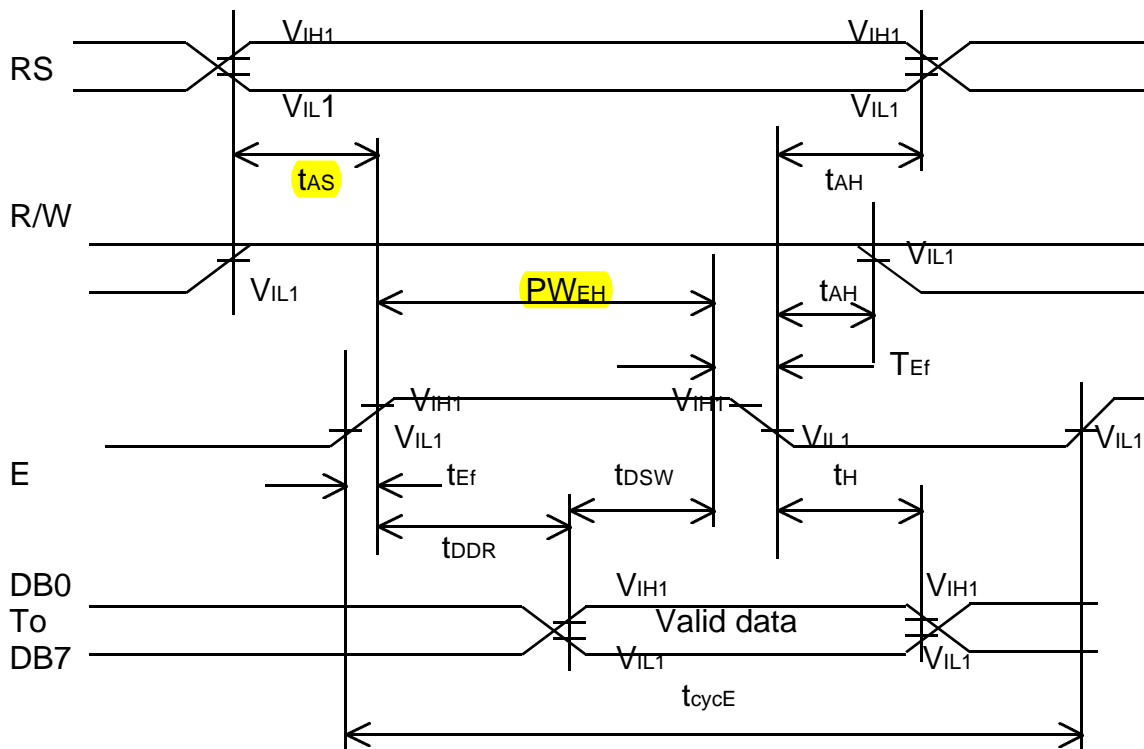 VIH1 VIH1
RS
VIL1 VIL1
tAS tAH
R/W
VIL1
VIL1 PWEH
tAH
TEf
VIH1 VIH1
VIL1 VIL1 VIL1
E tEf tDSW tH
tDDR
DB0 VIH1 VIH1
To Valid data
DB7 VIL1 VIL1
tcycE